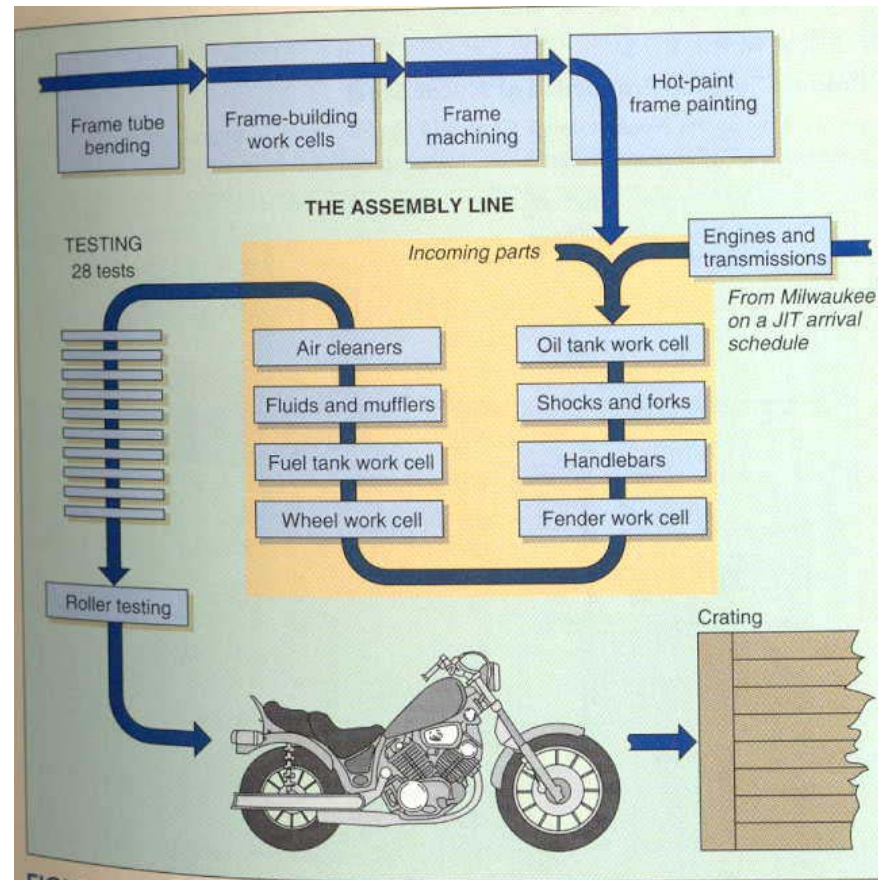 Frame tube
bending
Frame-building
work cells
Frame
machining
Hot-paint
frame painting
THE ASSEMBLY LINE
TESTING
28 tests
Incoming parts
Engines and
transmissions
From Milwaukee
on a JIT arrival
schedule
Air cleaners
Oil tank work cell
Fluids and mufflers
Shocks and forks
Fuel tank work cell
Handlebars
Wheel work cell
Fender work cell
Roller testing
Crating